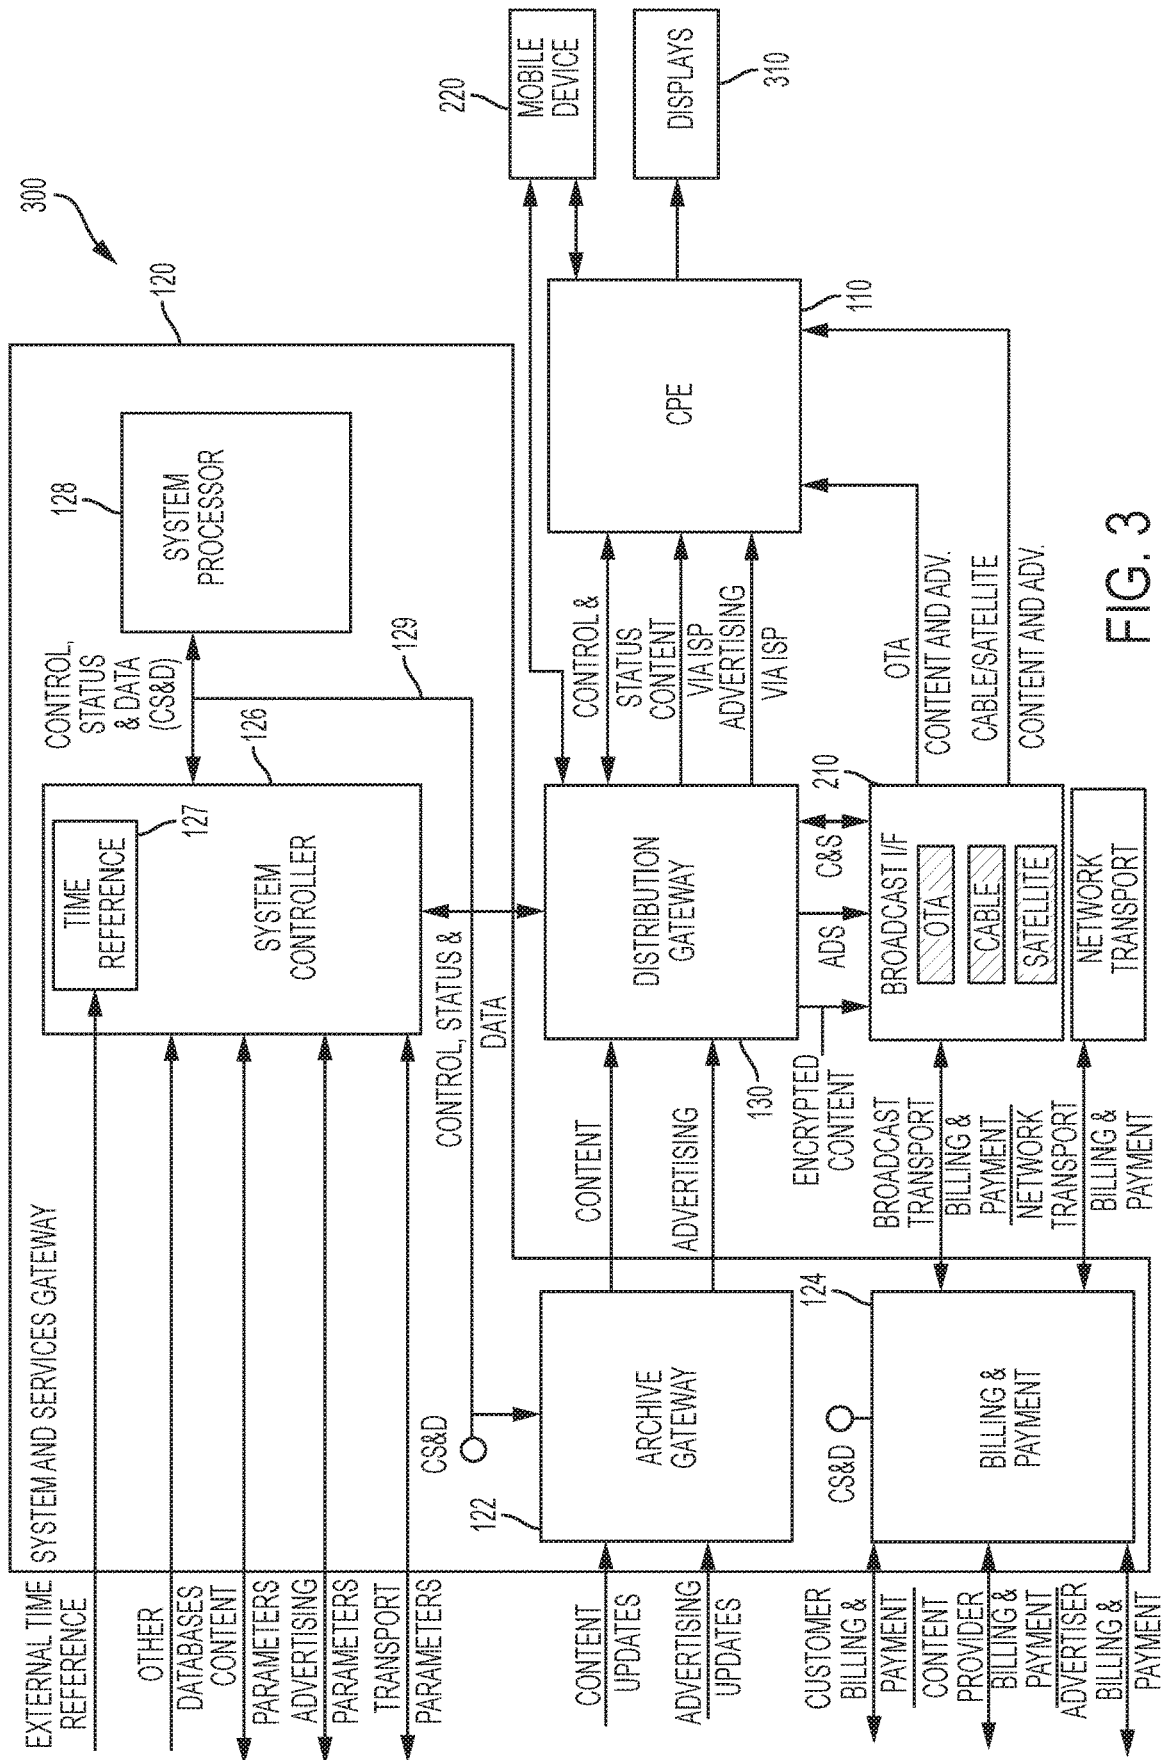 300
SYSTEM AND SERVICES GATEWAY
120
EXTERNAL TIME
REFERENCE
OTHER
DATABASES
CONTENT
PARAMETERS
ADVERTISING
PARAMETERS
TRANSPORT
PARAMETERS
TIME
REFERENCE
127
SYSTEM
CONTROLLER
126
CONTROL,
STATUS
& DATA
(CS&D)
SYSTEM
PROCESSOR
128
129
CONTROL, STATUS &
DATA
CS&D
CONTENT
UPDATES
ADVERTISING
UPDATES
ARCHIVE
GATEWAY
122
CONTENT
ADVERTISING
DISTRIBUTION
GATEWAY
130
CONTROL &
STATUS
CONTENT
VIA ISP
ADVERTISING
VIA ISP
CPE
110
MOBILE
DEVICE
220
DISPLAYS
310
ENCRYPTED
CONTENT
ADS
C&S
210
CUSTOMER
BILLING &
PAYMENT
CONTENT
PROVIDER
BILLING &
PAYMENT
ADVERTISER
BILLING &
PAYMENT
CS&D
124
BILLING &
PAYMENT
BROADCAST
TRANSPORT
BILLING &
PAYMENT
NETWORK
TRANSPORT
BILLING &
PAYMENT
BROADCAST I/F
OTA
CABLE
SATELLITE
NETWORK
TRANSPORT
OTA
CONTENT AND ADV.
CABLE/SATELLITE
CONTENT AND ADV.
FIG. 3